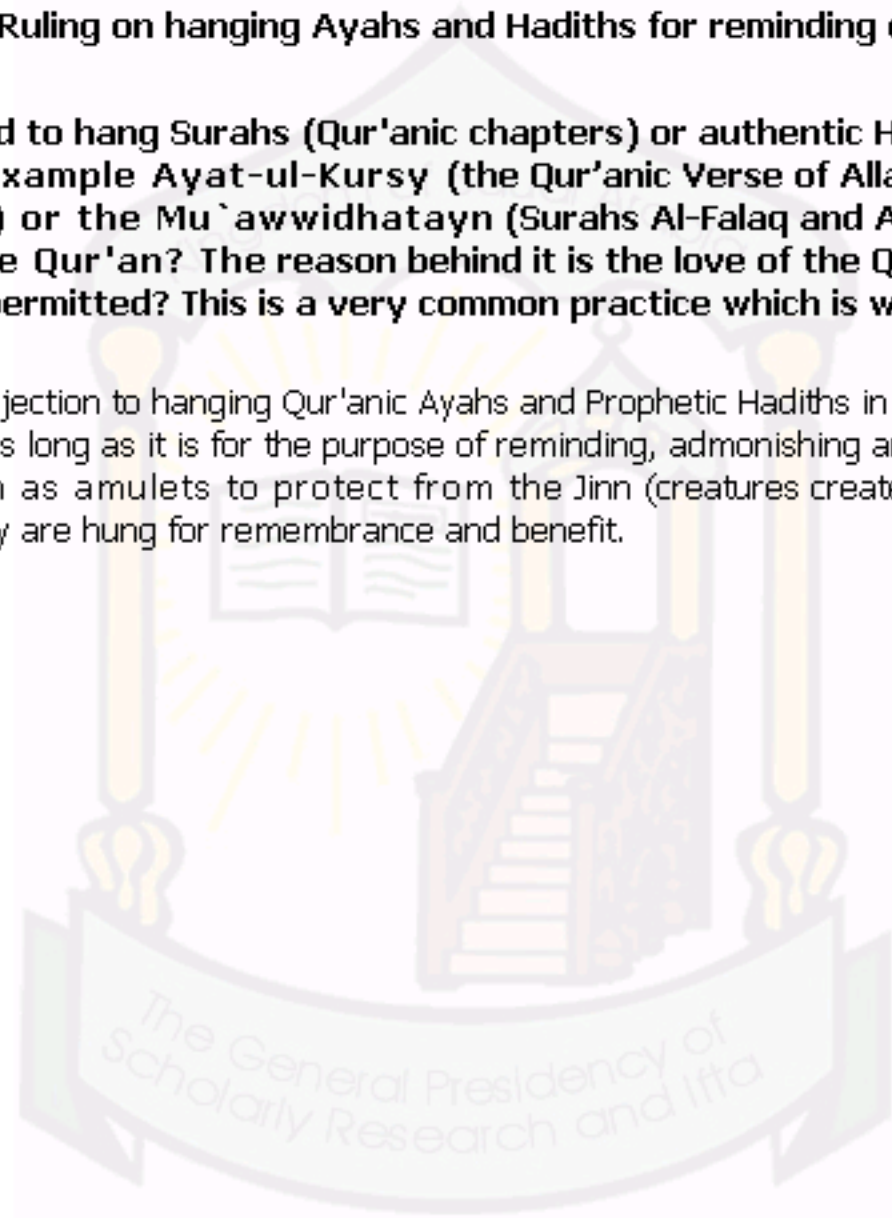 Ruling on hanging Ayahs and Hadiths for reminding
to hang Surahs (Qur'anic chapters) or authentic
xample Ayat-ul-Kursy (the Qur’anic Verse of Alla
) or the Mu`awwidhatayn (Surahs Al-Falaq and A
e Qur'an? The reason behind it is the love of the Q
ermitted? This is a very common practice which is w
jection to hanging Qur'anic Ayahs and Prophetic Hadiths in
s long as it is for the purpose of reminding, admonishing a
as amulets to protect from the Jinn (creatures create
y are hung for remembrance and benefit.
The General Presidency of
Scholarly Research and Ifta